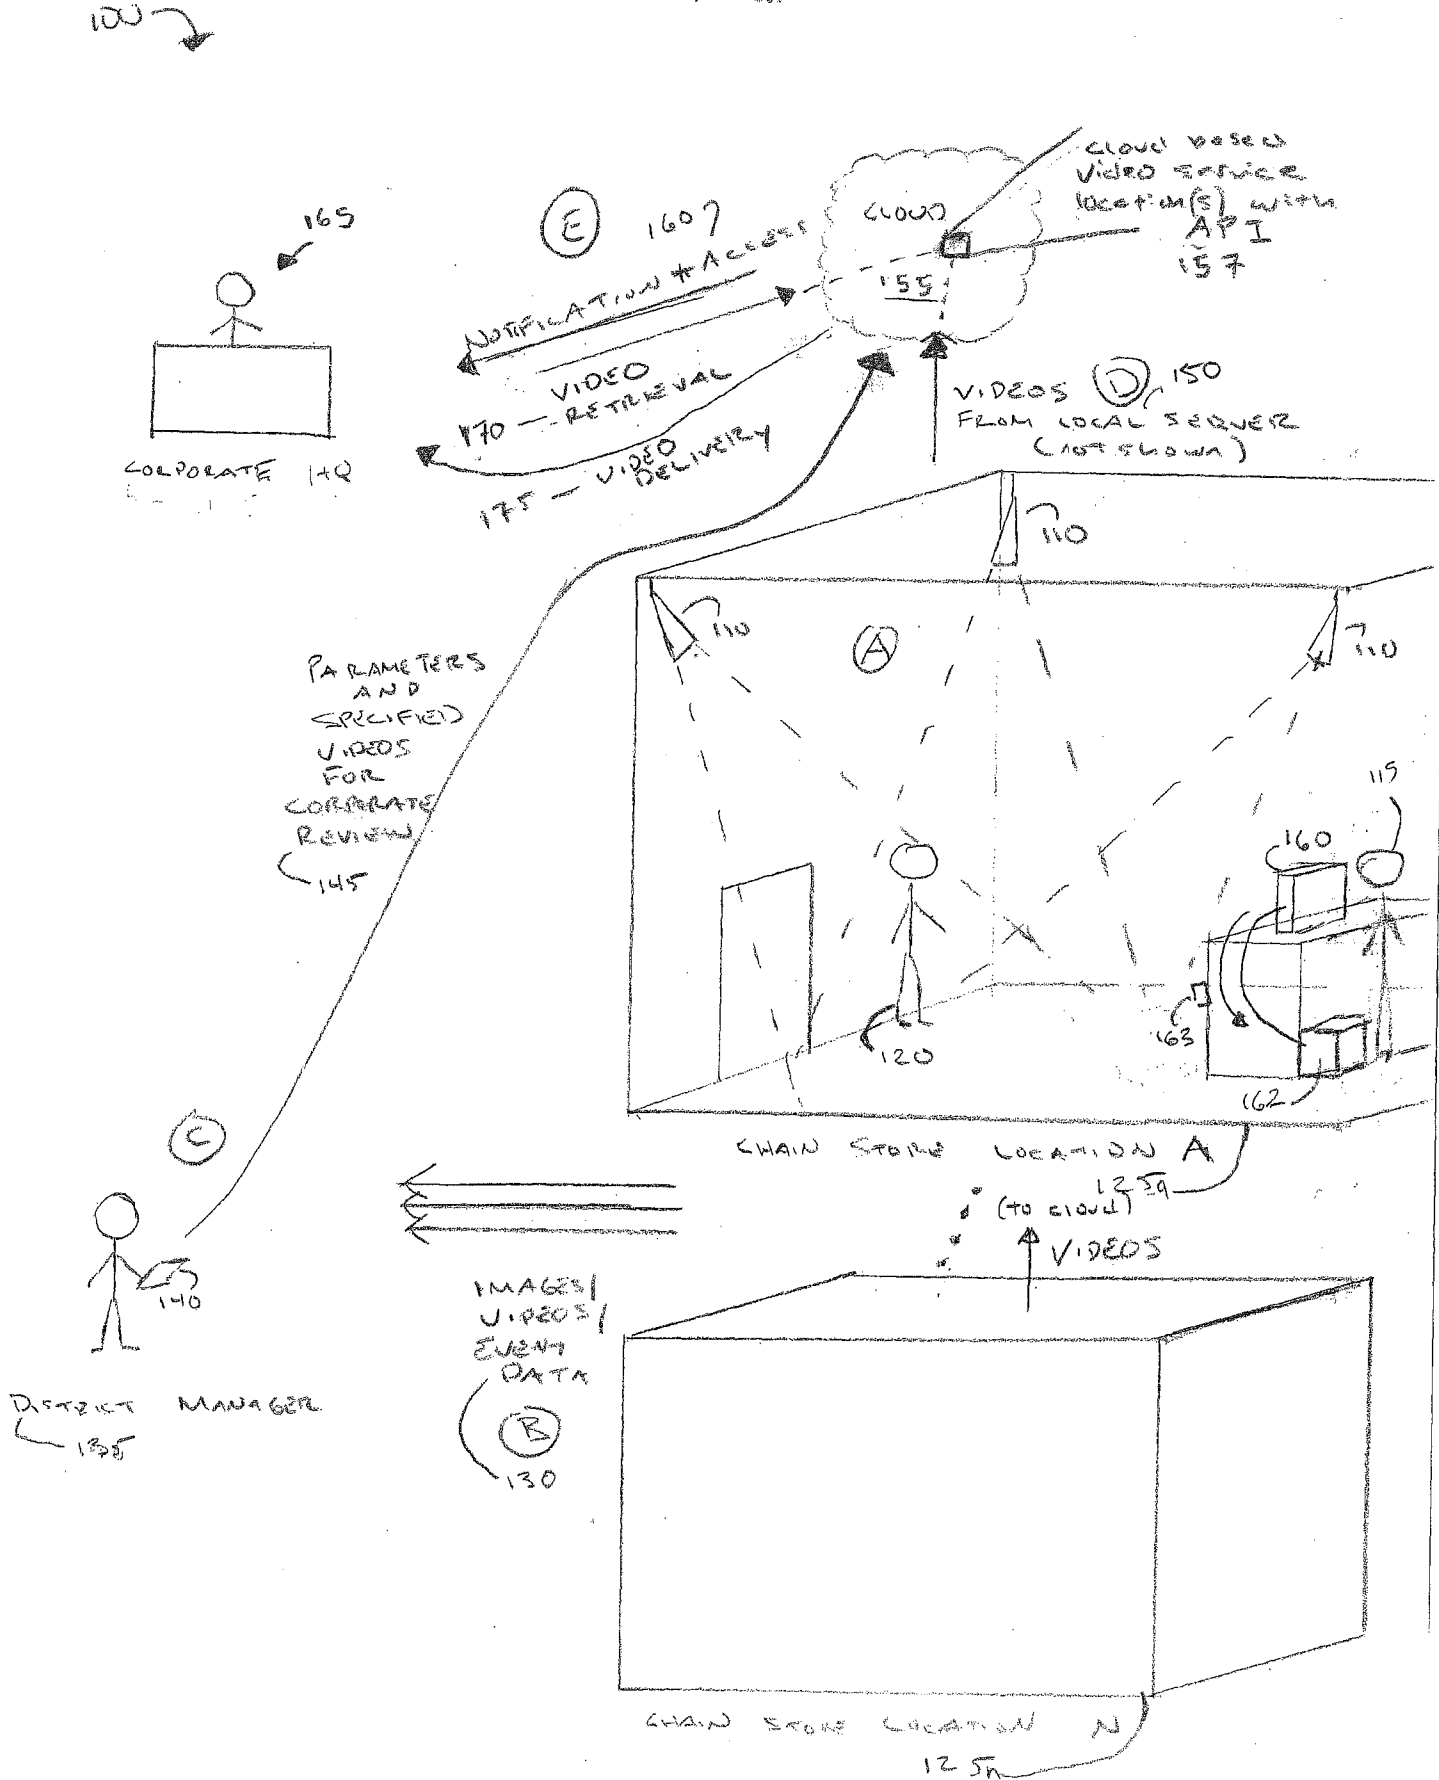 100
cloud based
video service
location(s) with
API
157
CLOUD
155
165
E
160
NOTIFICATION + ACCESS
VIDEO
170 — RETRIEVAL
175 — VIDEO
DELIVERY
CORPORATE HQ
VIDEOS D 150
FROM LOCAL SERVER
(NOT SHOWN)
110
110
110
A
PARAMETERS
AND
SPECIFIED
VIDEOS
FOR
CORPORATE
REVIEW
145
115
160
163
120
162
CHAIN STORE LOCATION A
125a
C
(to cloud)
VIDEOS
140
IMAGES/
VIDEOS/
EVENT
DATA
B
130
DISTRICT MANAGER
135
CHAIN STORE LOCATION N
125n